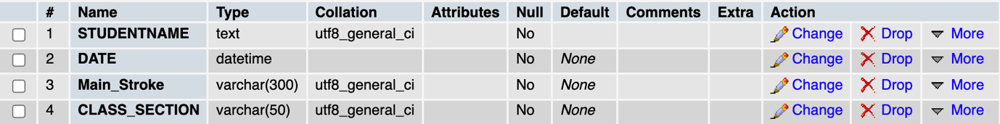 # Name Type Collation Attributes Null Default Comments Extra Action
1 STUDENTNAME text utf8_general_ci No Change Drop More
2 DATE datetime No None Change Drop More
3 Main_Stroke varchar(300) utf8_general_ci No None Change Drop More
4 CLASS_SECTION varchar(50) utf8_general_ci No None Change Drop More